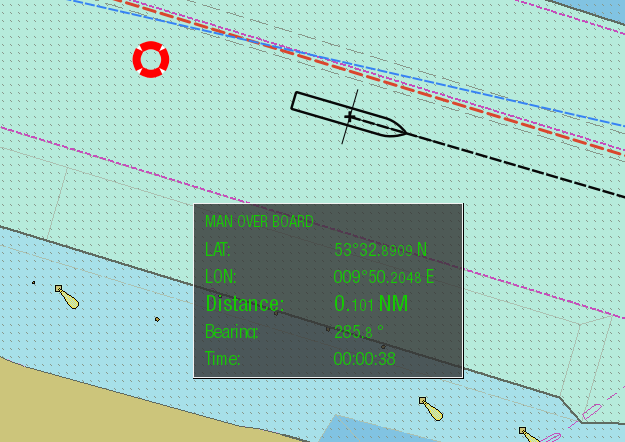 MAN OVER BOARD
LAT: 53°32.8909 N
LON: 009°50.2048 E
Distance: 0.101 NM
Bearing: 285.8 °
Time: 00:00:38